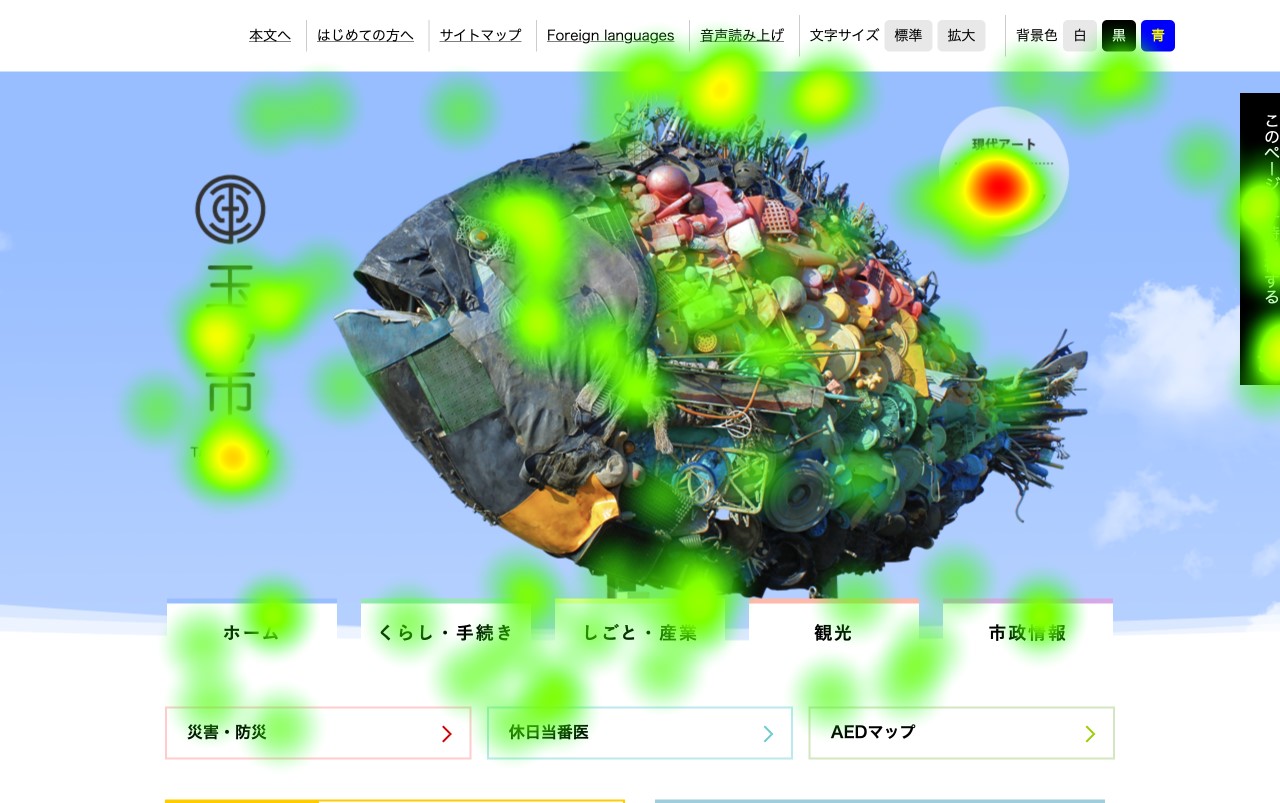 本文へ
はじめての方へ
サイトマップ
Foreign languages
音声読み上げ
文字サイズ
標準
拡大
背景色
白
黒
青
現代アート
玉
市
このページ
する
ホーム
くらし・手続き
しごと・産業
観光
市政情報
災害・防災
休日当番医
AEDマップ